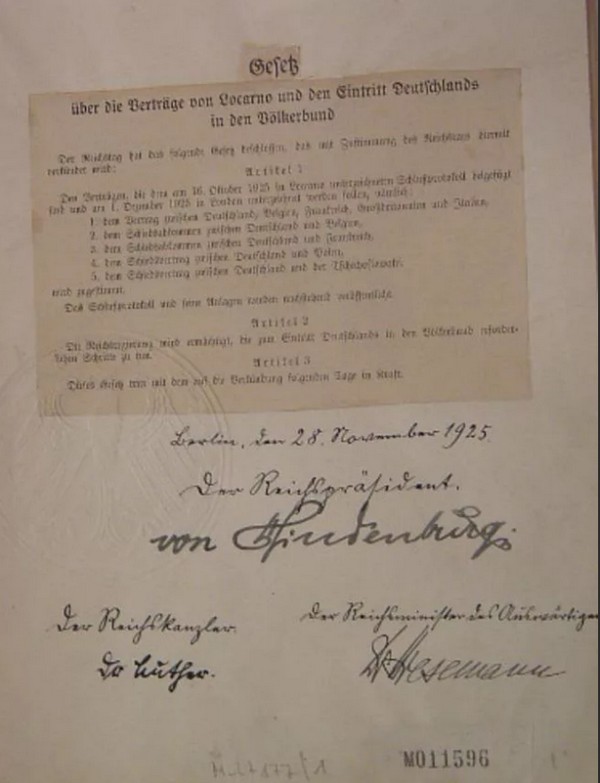 Gesetz
über die Verträge von Locarno und den Eintritt Deutschlands
in den Völkerbund
Der Reichstag hat das folgende Gesetz beschlossen, das mit Zustimmung des Reichsrats hiermit
verkündet wird:
Artikel 1
Den Verträgen, die dem am 16. Oktober 1925 in Locarno unterzeichneten Schlußprotokoll beigefügt
sind und am 1. Dezember 1925 in London unterzeichnet werden sollen, nämlich:
1. dem Vertrag zwischen Deutschland, Belgien, Frankreich, Großbritannien und Italien,
2. dem Schiedsabkommen zwischen Deutschland und Belgien,
3. dem Schiedsabkommen zwischen Deutschland und Frankreich,
4. dem Schiedsvertrag zwischen Deutschland und Polen,
5. dem Schiedsvertrag zwischen Deutschland und der Tschechoslowakei
wird zugestimmt.
Das Schlußprotokoll und seine Anlagen werden nachstehend veröffentlicht.
Artikel 2
Die Reichsregierung wird ermächtigt, die zum Eintritt Deutschlands in den Völkerbund erforder-
lichen Schritte zu tun.
Artikel 3
Dieses Gesetz tritt mit dem auf die Verkündung folgenden Tage in Kraft.
Berlin, den 28. November 1925.
Der Reichspräsident.
von Hindenburg.
Der Reichskanzler
Der Reichsminister des Auswärtigen
Dr Luther.
Dr Stresemann
M011596